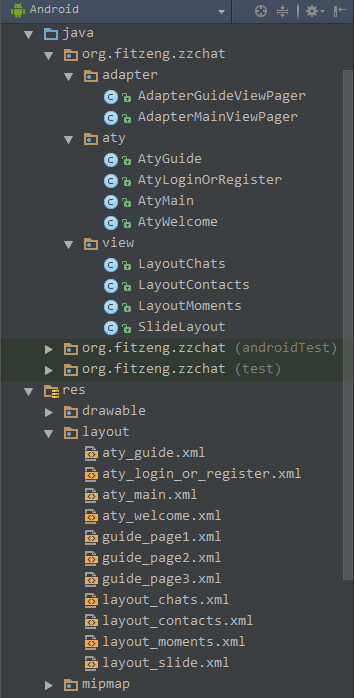 Android
java
org.fitzeng.zzchat
adapter
AdapterGuideViewPager
AdapterMainViewPager
aty
AtyGuide
AtyLoginOrRegister
AtyMain
AtyWelcome
view
LayoutChats
LayoutContacts
LayoutMoments
SlideLayout
org.fitzeng.zzchat (androidTest)
org.fitzeng.zzchat (test)
res
drawable
layout
aty_guide.xml
aty_login_or_register.xml
aty_main.xml
aty_welcome.xml
guide_page1.xml
guide_page2.xml
guide_page3.xml
layout_chats.xml
layout_contacts.xml
layout_moments.xml
layout_slide.xml
mipmap